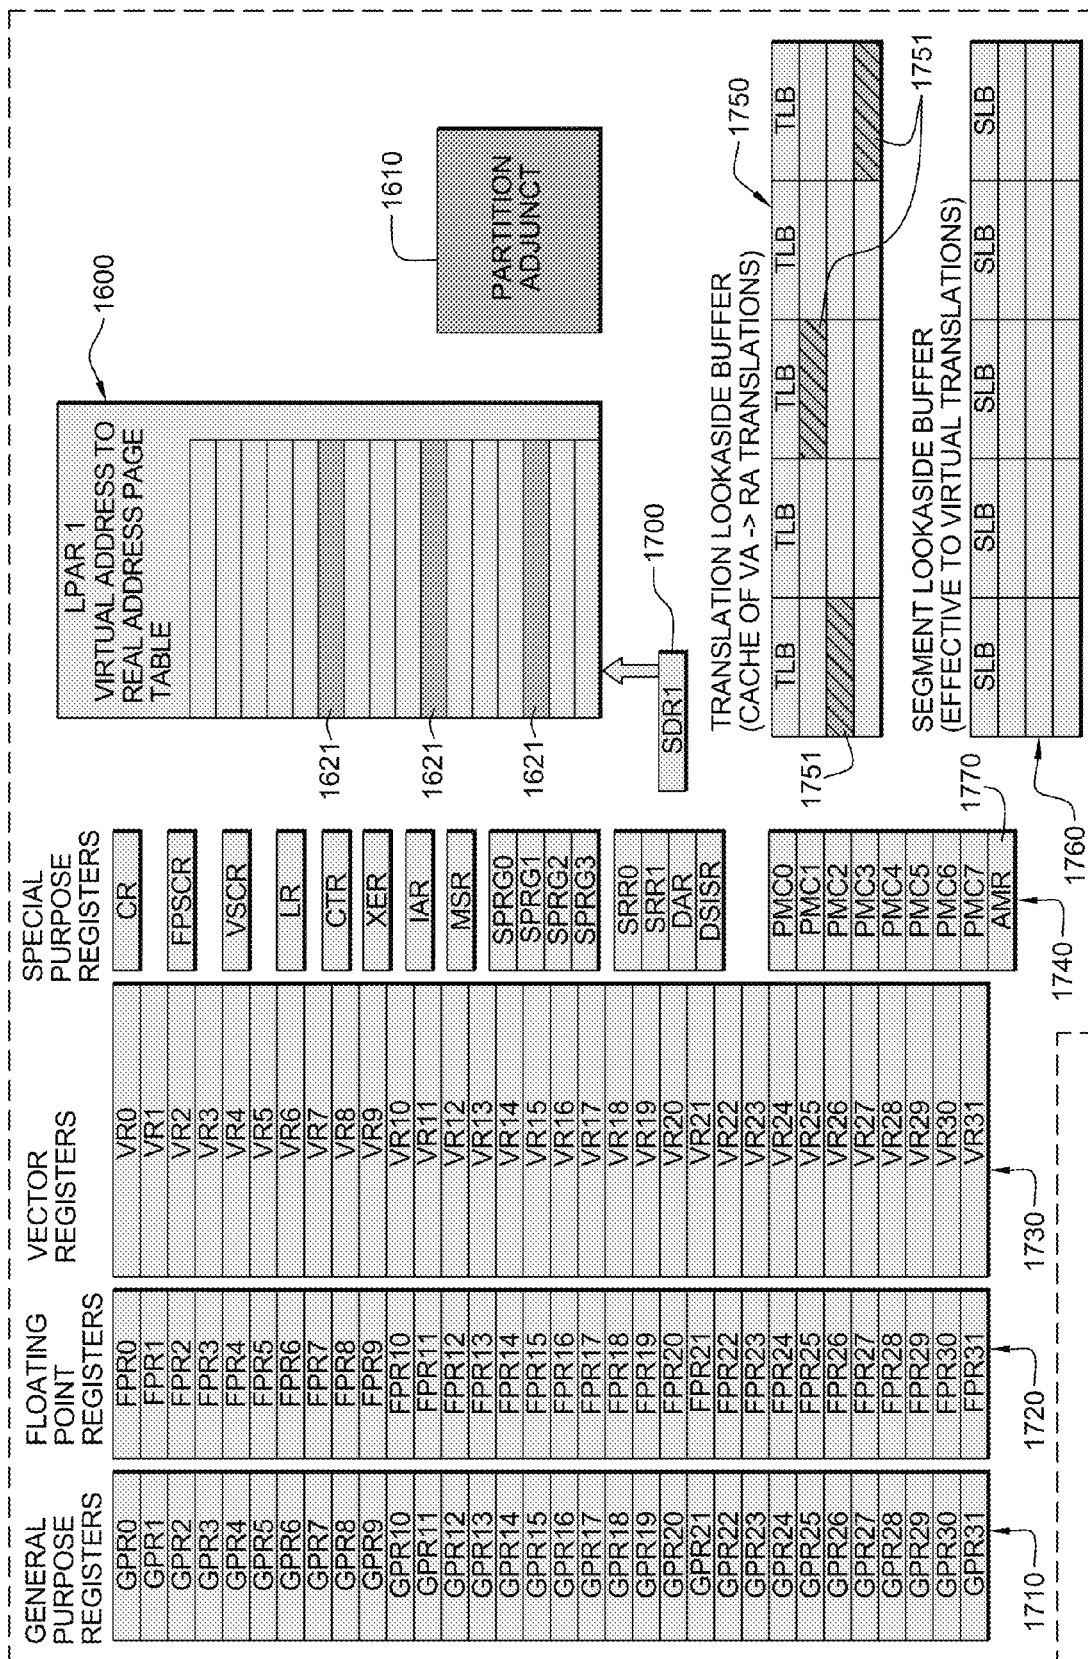 GENERAL
PURPOSE
REGISTERS
GPR0
GPR1
GPR2
GPR3
GPR4
GPR5
GPR6
GPR7
GPR8
GPR9
GPR10
GPR11
GPR12
GPR13
GPR14
GPR15
GPR16
GPR17
GPR18
GPR19
GPR20
GPR21
GPR22
GPR23
GPR24
GPR25
GPR26
GPR27
GPR28
GPR29
GPR30
GPR31
1710
FLOATING
POINT
REGISTERS
FPR0
FPR1
FPR2
FPR3
FPR4
FPR5
FPR6
FPR7
FPR8
FPR9
FPR10
FPR11
FPR12
FPR13
FPR14
FPR15
FPR16
FPR17
FPR18
FPR19
FPR20
FPR21
FPR22
FPR23
FPR24
FPR25
FPR26
FPR27
FPR28
FPR29
FPR30
FPR31
1720
VECTOR
REGISTERS
VR0
VR1
VR2
VR3
VR4
VR5
VR6
VR7
VR8
VR9
VR10
VR11
VR12
VR13
VR14
VR15
VR16
VR17
VR18
VR19
VR20
VR21
VR22
VR23
VR24
VR25
VR26
VR27
VR28
VR29
VR30
VR31
1730
SPECIAL
PURPOSE
REGISTERS
CR
FPSCR
VSCR
LR
CTR
XER
IAR
MSR
SPRG0
SPRG1
SPRG2
SPRG3
SRR0
SRR1
DAR
DSISR
PMC0
PMC1
PMC2
PMC3
PMC4
PMC5
PMC6
PMC7
AMR
1740
1770
LPAR1
VIRTUAL ADDRESS TO
REAL ADDRESS PAGE
TABLE
1600
1621
1621
1621
SDR1
1700
1610
PARTITION
ADJUNCT
TRANSLATION LOOKASIDE BUFFER
(CACHE OF VA -> RA TRANSLATIONS)
1750
TLB
TLB
TLB
TLB
TLB
1751
1751
SEGMENT LOOKASIDE BUFFER
(EFFECTIVE TO VIRTUAL TRANSLATIONS)
SLB
SLB
SLB
SLB
SLB
1760